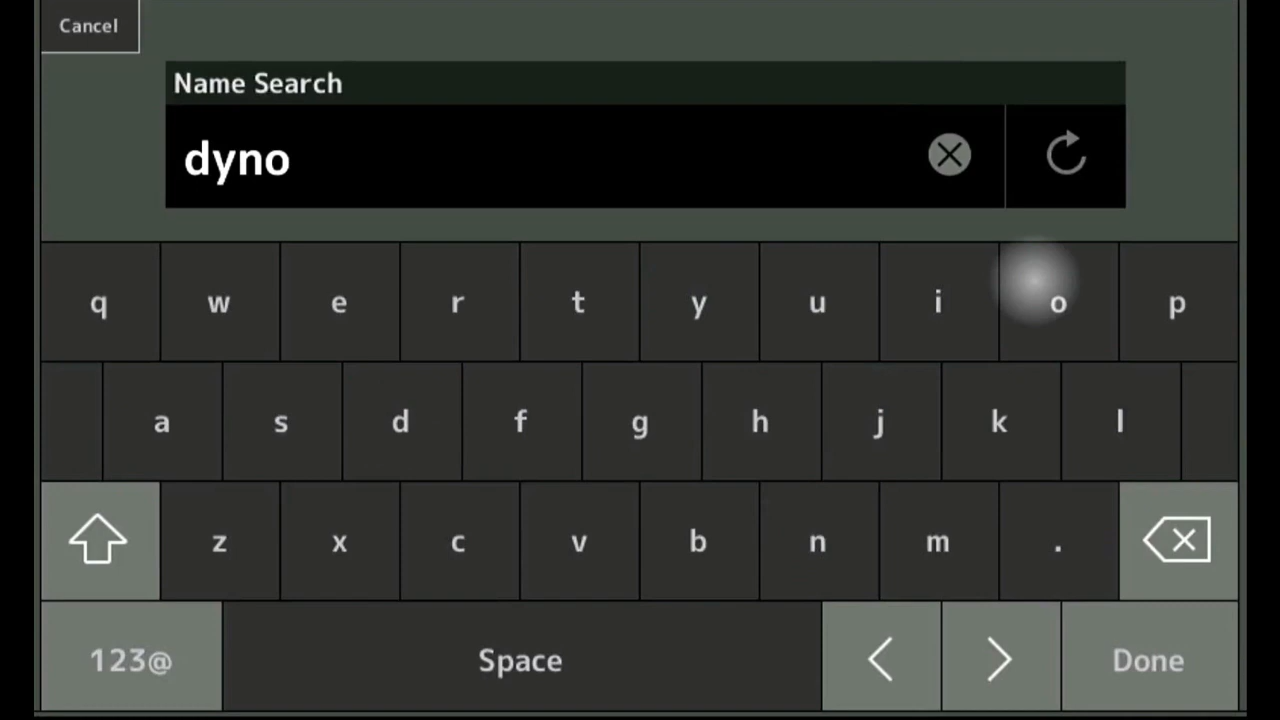 Cancel
Name Search
dyno
q w e r t y u i o p
a s d f g h j k l
z x c v b n m .
123@ Space Done